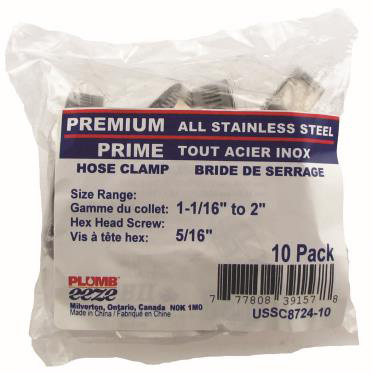 PREMIUM ALL STAINLESS STEEL
PRIME TOUT ACIER INOX
HOSE CLAMP BRIDE DE SERRAGE
Size Range:
Gamme du collet: 1-1/16" to 2"
Hex Head Screw:
Vis à tête hex: 5/16"
10 Pack
PLUMB
eeze
Milverton, Ontario, Canada N0K 1M0
Made in China / Fabriqué en Chine
7 77808 39157 8
USSC8724-10